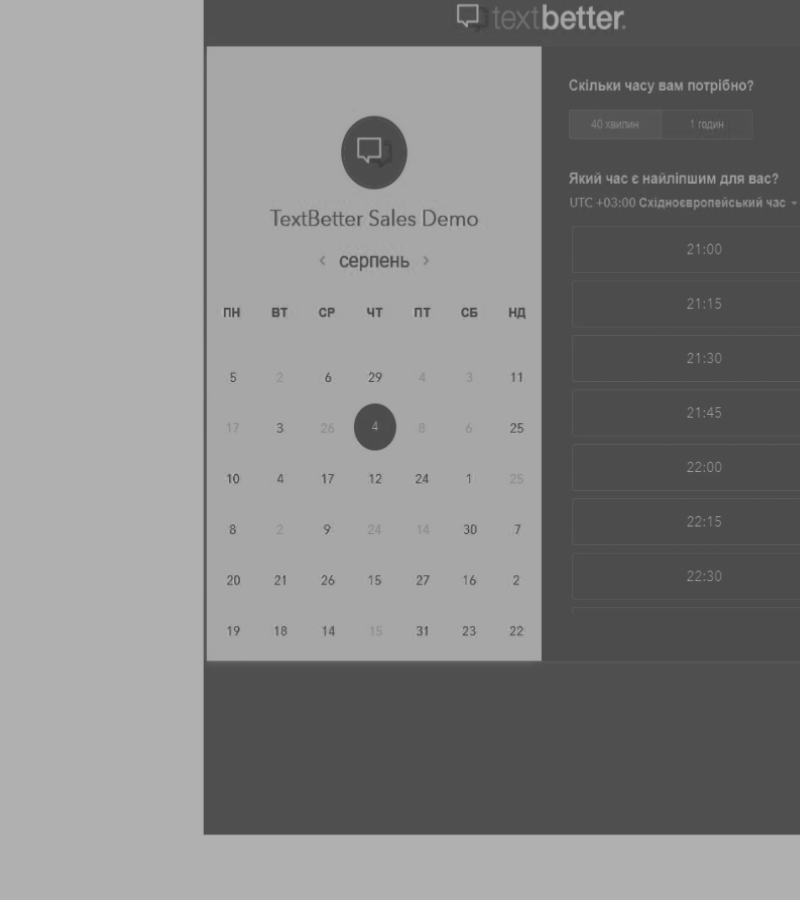 textbetter.
TextBetter Sales Demo
‹ серпень ›
ПН ВТ СР ЧТ ПТ СБ НД
5 2 6 29 4 3 11
17 3 26 4 8 6 25
10 4 17 12 24 1 25
8 2 9 24 14 30 7
20 21 26 15 27 16 2
19 18 14 15 31 23 22
Скільки часу вам потрібно?
40 хвилин 1 годин
Який час є найліпшим для вас?
UTC +03:00 Східноєвропейський час
21:00
21:15
21:30
21:45
22:00
22:15
22:30